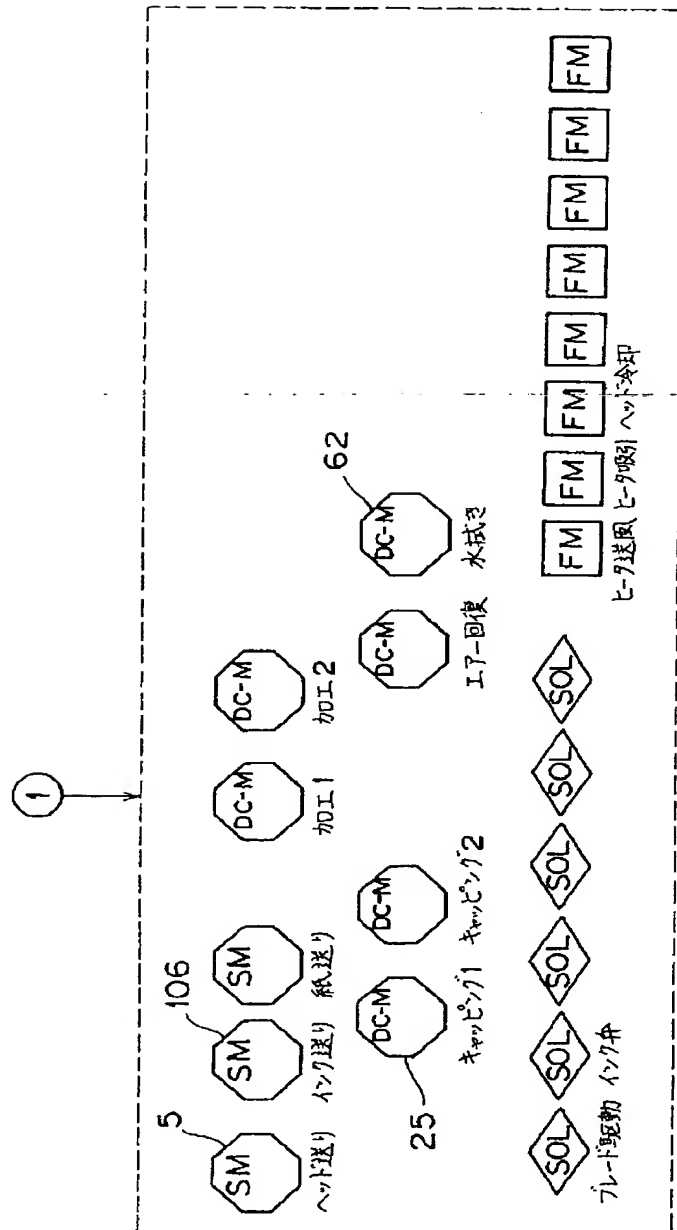 1
5
SM
ヘッド送り
106
SM
インク送り
SM
紙送り
DC-M
加工1
DC-M
加工2
25
DC-M
キャッピング1
DC-M
キャッピング2
DC-M
エアー回復
62
DC-M
水拭き
SOL
ブレード駆動
SOL
インク弁
SOL
SOL
SOL
SOL
FM
ヒータ送風
FM
ヒータ吸引
FM
ヘッド冷却
FM
FM
FM
FM
FM